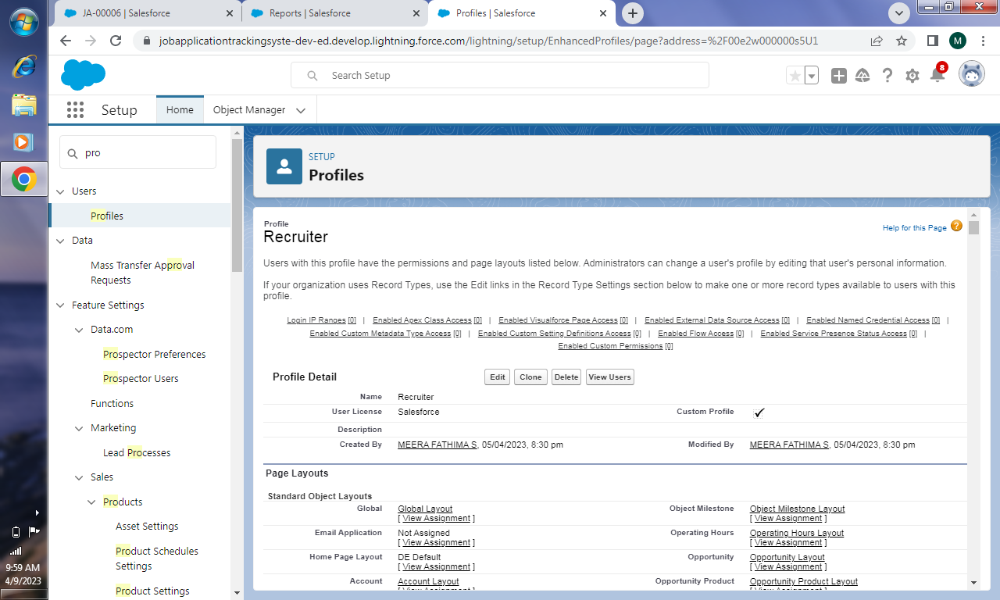 JA-00006 | Salesforce
Reports | Salesforce
Profiles | Salesforce
jobapplicationtrackingsyste-dev-ed.develop.lightning.force.com/lightning/setup/EnhancedProfiles/page?address=%2F00e2w000000s5U1
M
Search Setup
8
Setup
Home
Object Manager
pro
Users
Profiles
Data
Mass Transfer Approval
Requests
Feature Settings
Data.com
Prospector Preferences
Prospector Users
Functions
Marketing
Lead Processes
Sales
Products
Asset Settings
Product Schedules
Settings
Product Settings
SETUP
Profiles
Profile
Recruiter
Help for this Page ?
Users with this profile have the permissions and page layouts listed below. Administrators can change a user's profile by editing that user's personal information.
If your organization uses Record Types, use the Edit links in the Record Type Settings section below to make one or more record types available to users with this
profile.
Login IP Ranges [0] | Enabled Apex Class Access [0] | Enabled Visualforce Page Access [0] | Enabled External Data Source Access [0] | Enabled Named Credential Access [0] |
Enabled Custom Metadata Type Access [0] | Enabled Custom Setting Definitions Access [0] | Enabled Flow Access [0] | Enabled Service Presence Status Access [0] |
Enabled Custom Permissions [0]
Profile Detail Edit Clone Delete View Users
Name Recruiter
User License Salesforce Custom Profile ✓
Description
Created By MEERA FATHIMA S, 05/04/2023, 8:30 pm Modified By MEERA FATHIMA S, 05/04/2023, 8:30 pm
Page Layouts
Standard Object Layouts
Global Global Layout Object Milestone Object Milestone Layout
[ View Assignment ] [ View Assignment ]
Email Application Not Assigned Operating Hours Operating Hours Layout
[ View Assignment ] [ View Assignment ]
Home Page Layout DE Default Opportunity Opportunity Layout
[ View Assignment ] [ View Assignment ]
Account Account Layout Opportunity Product Opportunity Product Layout
[ View Assignment ] [ View Assignment ]
9:59 AM
4/9/2023